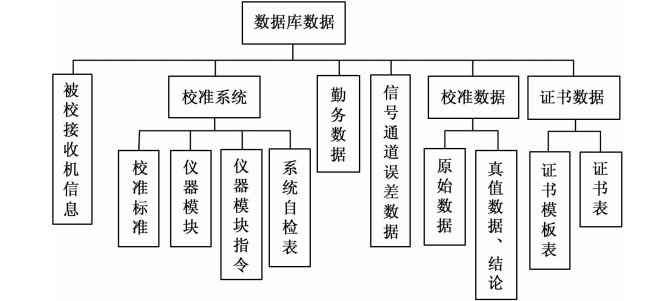 数据库数据
被校接收机信息
校准系统
勤务数据
信号通道误差数据
校准数据
证书数据
校准标准
仪器模块
仪器模块指令
系统自检表
原始数据
真值数据、结论
证书模板表
证书表